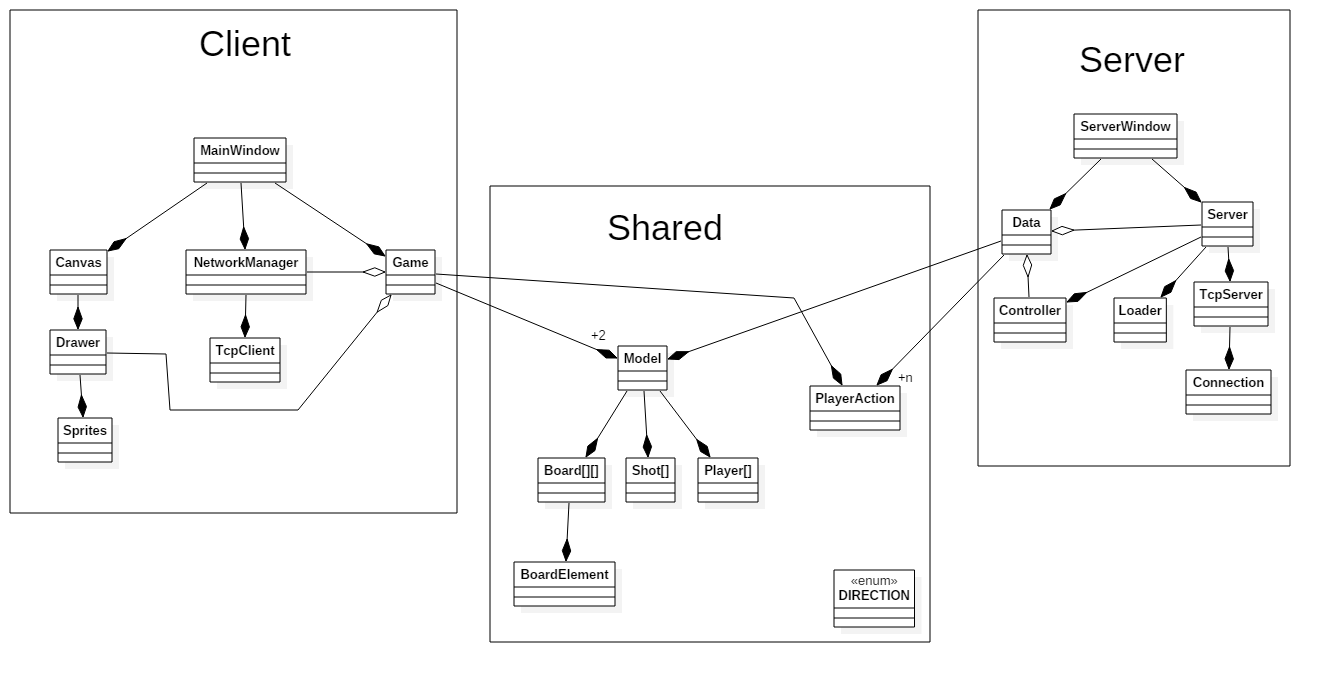 Client
MainWindow
Canvas
NetworkManager
Game
Drawer
TcpClient
Sprites
Shared
+2
Model
+n
PlayerAction
Board[][]
Shot[]
Player[]
BoardElement
«enum»
DIRECTION
Server
ServerWindow
Data
Server
Controller
Loader
TcpServer
Connection